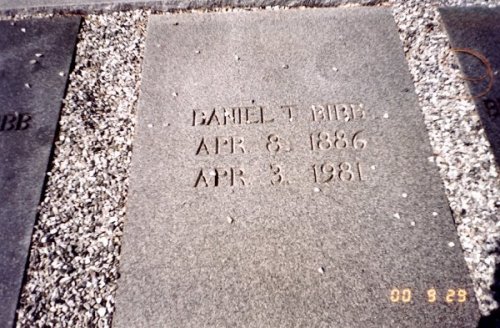 BB
DANIEL T. BIBB
APR. 8. 1886
APR. 3. 1981
00 9 29